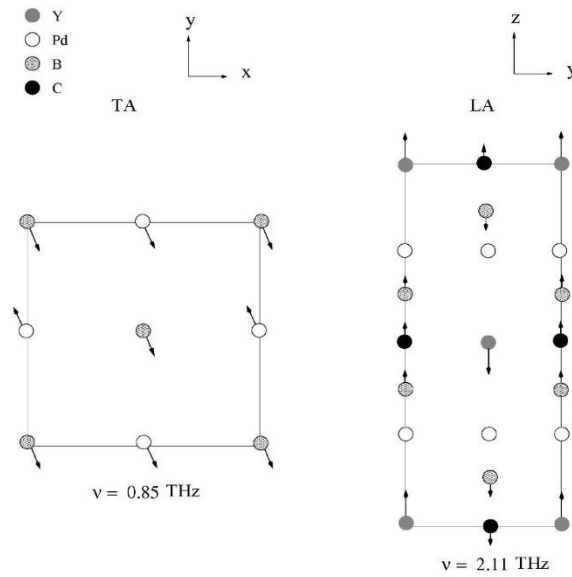 Y
Pd
B
C
y
x
TA
ν = 0.85 THz
z
y
LA
ν = 2.11 THz